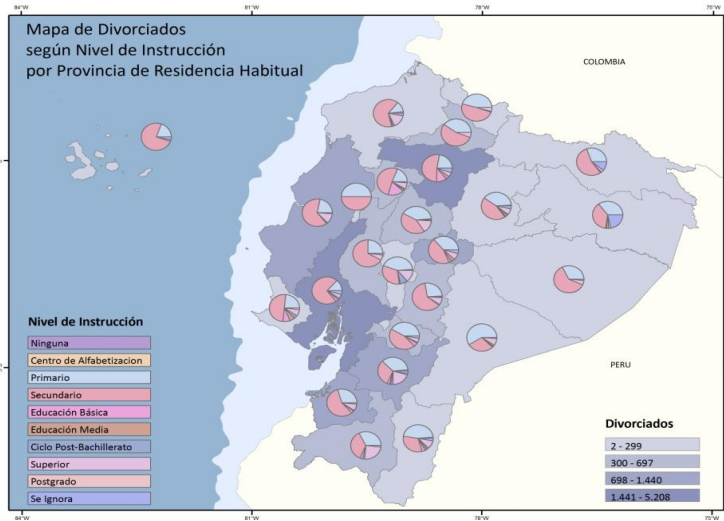 84°W
81°W
78°W
75°W
Mapa de Divorciados
según Nivel de Instrucción
por Provincia de Residencia Habitual
COLOMBIA
PERU
Nivel de Instrucción
Ninguna
Centro de Alfabetizacion
Primario
Secundario
Educación Básica
Educación Media
Ciclo Post-Bachillerato
Superior
Postgrado
Se Ignora
Divorciados
2 - 299
300 - 697
698 - 1.440
1.441 - 5.208
84°W
81°W
78°W
75°W